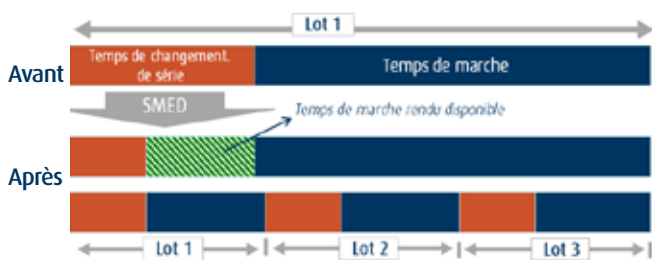 Lot 1
Temps de changement.
de série
Temps de marche
Avant
SMED
Temps de marche rendu disponible
Après
Lot 1
Lot 2
Lot 3